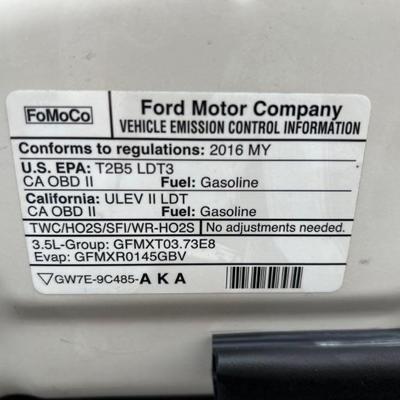 FoMoCo
Ford Motor Company
VEHICLE EMISSION CONTROL INFORMATION
Conforms to regulations: 2016 MY
U.S. EPA: T2B5 LDT3
CA OBD II Fuel: Gasoline
California: ULEV II LDT
CA OBD II Fuel: Gasoline
TWC/HO2S/SFI/WR-HO2S No adjustments needed.
3.5L-Group: GFMXT03.73E8
Evap: GFMXR0145GBV
GW7E-9C485-A K A